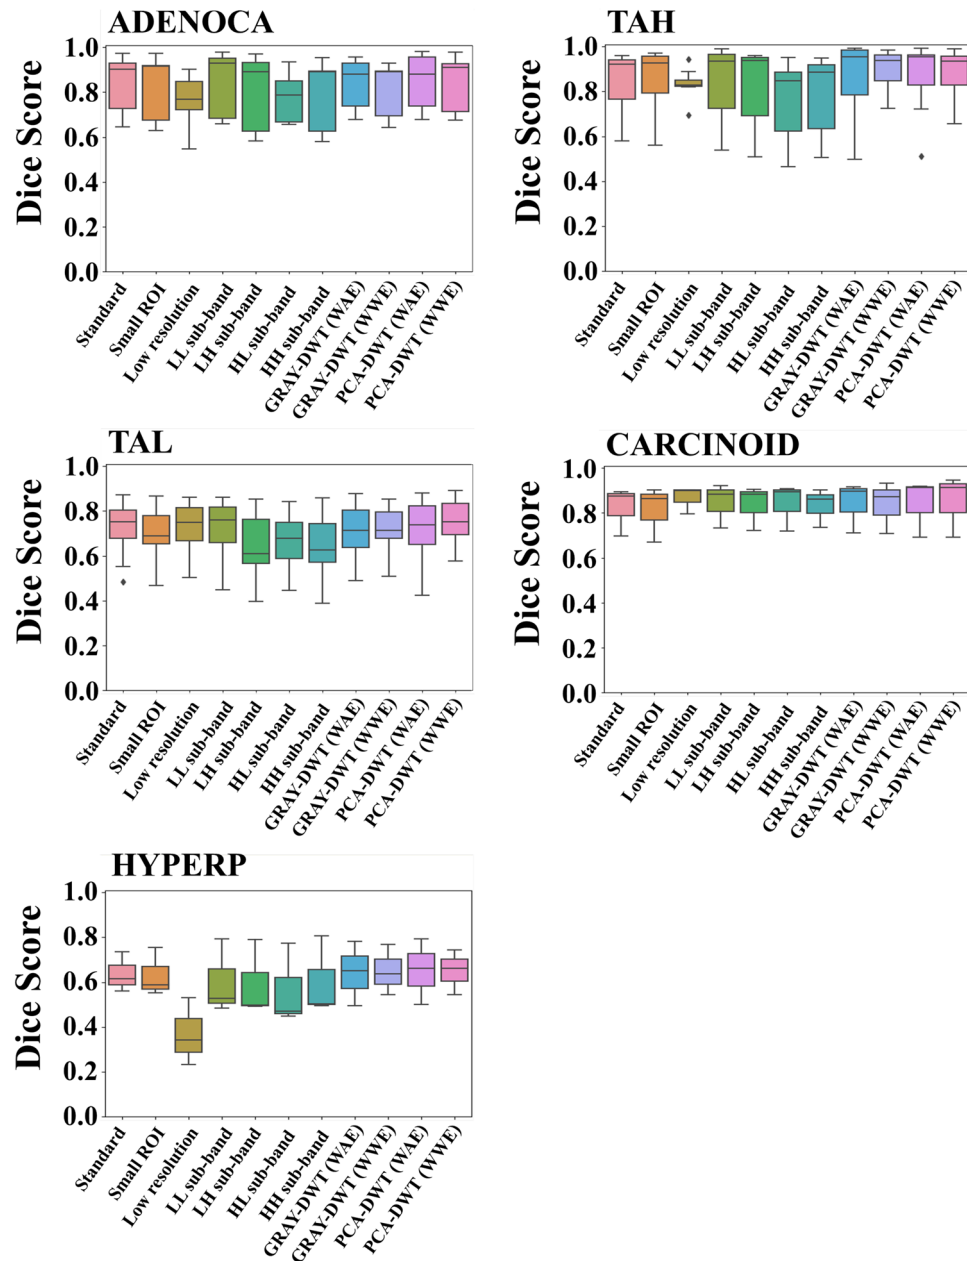 ADENOCA
Dice Score
1.0
0.8
0.6
0.4
0.2
0.0
Standard
Small ROI
Low resolution
LL sub-band
LH sub-band
HL sub-band
HH sub-band
GRAY-DWT (WAE)
GRAY-DWT (WWE)
PCA-DWT (WAE)
PCA-DWT (WWE)
TAH
Dice Score
1.0
0.8
0.6
0.4
0.2
0.0
Standard
Small ROI
Low resolution
LL sub-band
LH sub-band
HL sub-band
HH sub-band
GRAY-DWT (WAE)
GRAY-DWT (WWE)
PCA-DWT (WAE)
PCA-DWT (WWE)
TAL
Dice Score
1.0
0.8
0.6
0.4
0.2
0.0
Standard
Small ROI
Low resolution
LL sub-band
LH sub-band
HL sub-band
HH sub-band
GRAY-DWT (WAE)
GRAY-DWT (WWE)
PCA-DWT (WAE)
PCA-DWT (WWE)
CARCINOID
Dice Score
1.0
0.8
0.6
0.4
0.2
0.0
Standard
Small ROI
Low resolution
LL sub-band
LH sub-band
HL sub-band
HH sub-band
GRAY-DWT (WAE)
GRAY-DWT (WWE)
PCA-DWT (WAE)
PCA-DWT (WWE)
HYPERP
Dice Score
1.0
0.8
0.6
0.4
0.2
0.0
Standard
Small ROI
Low resolution
LL sub-band
LH sub-band
HL sub-band
HH sub-band
GRAY-DWT (WAE)
GRAY-DWT (WWE)
PCA-DWT (WAE)
PCA-DWT (WWE)